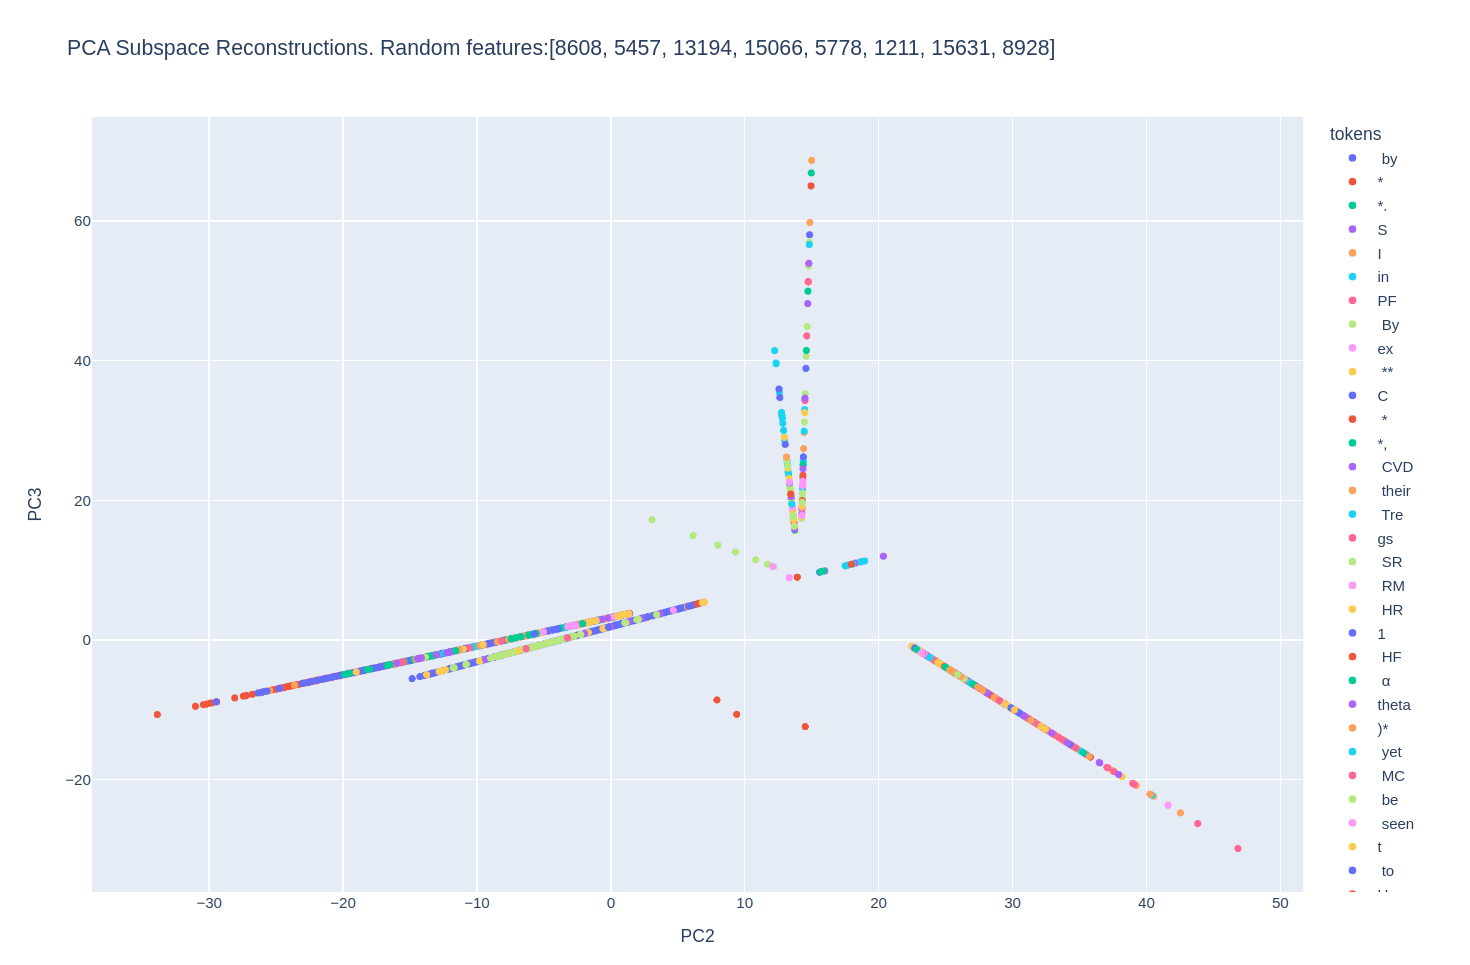 PCA Subspace Reconstructions. Random features:[8608, 5457, 13194, 15066, 5778, 1211, 15631, 8928]
tokens
by
*
*.
S
I
in
PF
By
ex
**
C
*
*,
CVD
their
Tre
gs
SR
RM
HR
1
HF
α
theta
)*
yet
MC
be
seen
t
to
60
40
20
0
−20
PC3
−30 −20 −10 0 10 20 30 40 50
PC2